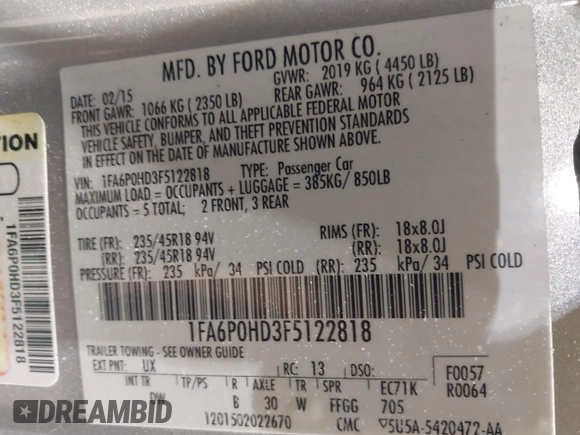 MFD. BY FORD MOTOR CO.
DATE: 02/15 GVWR: 2019 KG (4450 LB)
FRONT GAWR: 1066 KG (2350 LB) REAR GAWR: 964 KG (2125 LB)
THIS VEHICLE CONFORMS TO ALL APPLICABLE FEDERAL MOTOR
VEHICLE SAFETY, BUMPER, AND THEFT PREVENTION STANDARDS
IN EFFECT ON THE DATE OF MANUFACTURE SHOWN ABOVE.
VIN: 1FA6P0HD3F5122818 TYPE: Passenger Car
MAXIMUM LOAD = OCCUPANTS + LUGGAGE = 385KG/ 850LB
OCCUPANTS = 5 TOTAL: 2 FRONT, 3 REAR
TIRE (FR): 235/45R18 94V RIMS (FR): 18x8.0J
(RR): 235/45R18 94V (RR): 18x8.0J
PRESSURE (FR): 235 kPa/ 34 PSI COLD (RR): 235 kPa/ 34 PSI COLD
1FA6P0HD3F5122818
TRAILER TOWING - SEE OWNER GUIDE
EXT PNT: UX RC: 13 DSO: F0057
R0064
INT TR TP/PS R AXLE TR SPR EC71K
DW B 30 W FFGG 705
1201502022670 CMC
SU5A-5420472-AA
TION
1FA6P0HD3F5122818
DREAMBID